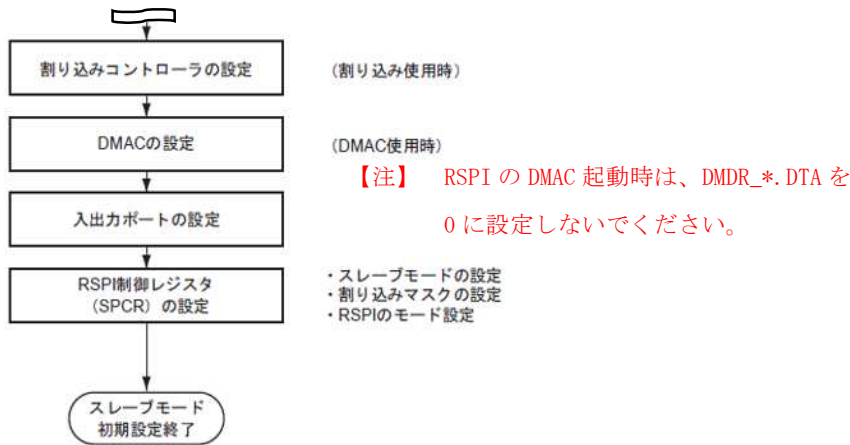 割り込みコントローラの設定
(割り込み使用時)
DMACの設定
(DMAC使用時)
【注】 RSPI の DMAC 起動時は、DMDR_*.DTA を
0 に設定しないでください。
入出力ポートの設定
RSPI制御レジスタ
(SPCR) の設定
・スレーブモードの設定
・割り込みマスクの設定
・RSPIのモード設定
スレーブモード
初期設定終了